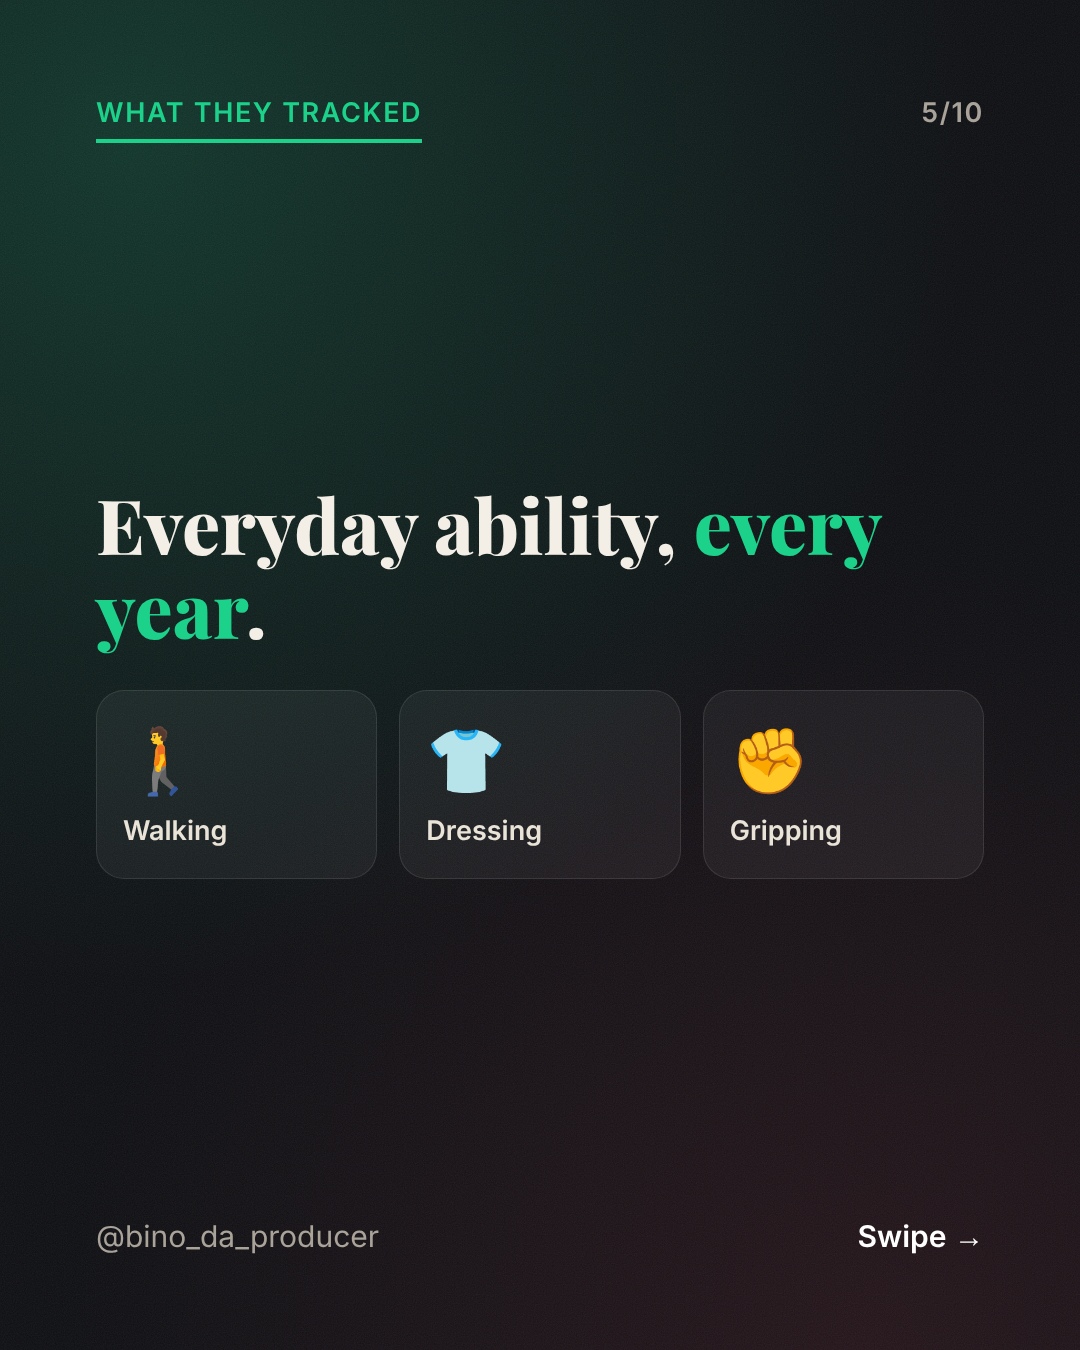 WHAT THEY TRACKED
5/10
Everyday ability, every
year.
Walking
Dressing
Gripping
@bino_da_producer
Swipe →